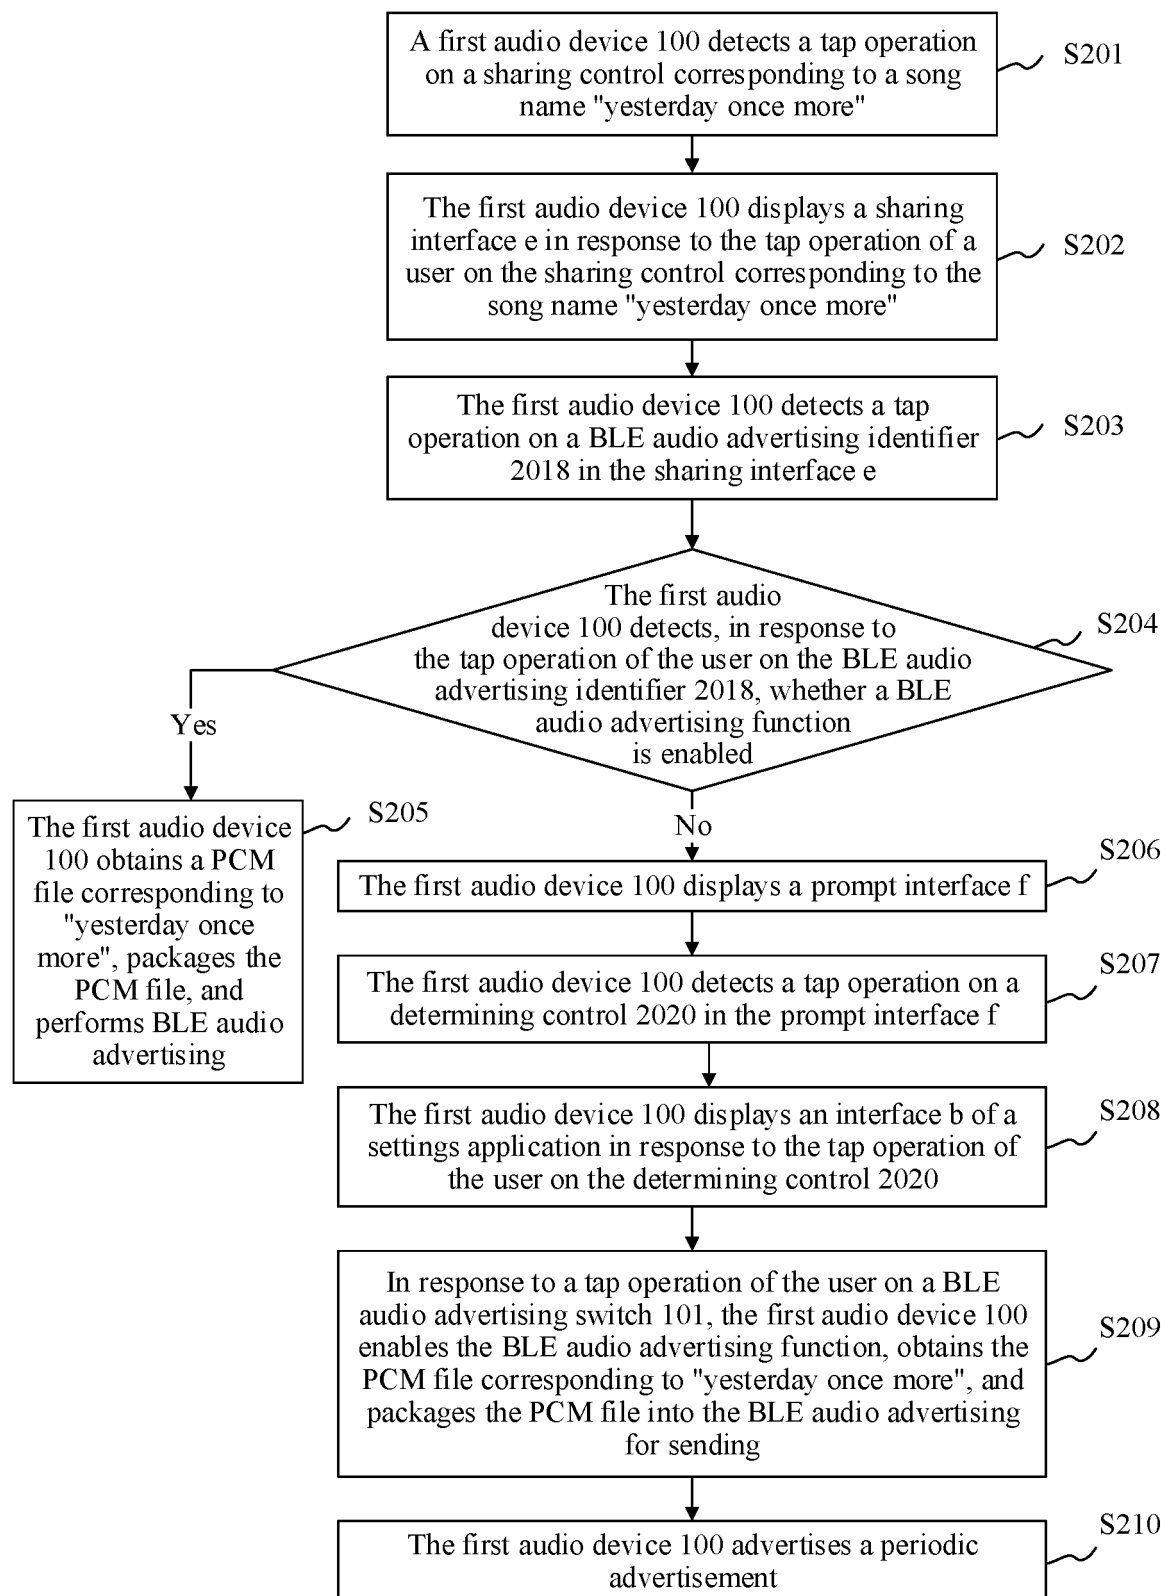 A first audio device 100 detects a tap operation
on a sharing control corresponding to a song
name "yesterday once more"
S201
The first audio device 100 displays a sharing
interface e in response to the tap operation of a
user on the sharing control corresponding to the
song name "yesterday once more"
S202
The first audio device 100 detects a tap
operation on a BLE audio advertising identifier
2018 in the sharing interface e
S203
The first audio
device 100 detects, in response to
the tap operation of the user on the BLE audio
advertising identifier 2018, whether a BLE
audio advertising function
is enabled
S204
Yes
The first audio device
100 obtains a PCM
file corresponding to
"yesterday once
more", packages the
PCM file, and
performs BLE audio
advertising
S205
No
The first audio device 100 displays a prompt interface f
S206
The first audio device 100 detects a tap operation on a
determining control 2020 in the prompt interface f
S207
The first audio device 100 displays an interface b of a
settings application in response to the tap operation of
the user on the determining control 2020
S208
In response to a tap operation of the user on a BLE
audio advertising switch 101, the first audio device 100
enables the BLE audio advertising function, obtains the
PCM file corresponding to "yesterday once more", and
packages the PCM file into the BLE audio advertising
for sending
S209
The first audio device 100 advertises a periodic
advertisement
S210